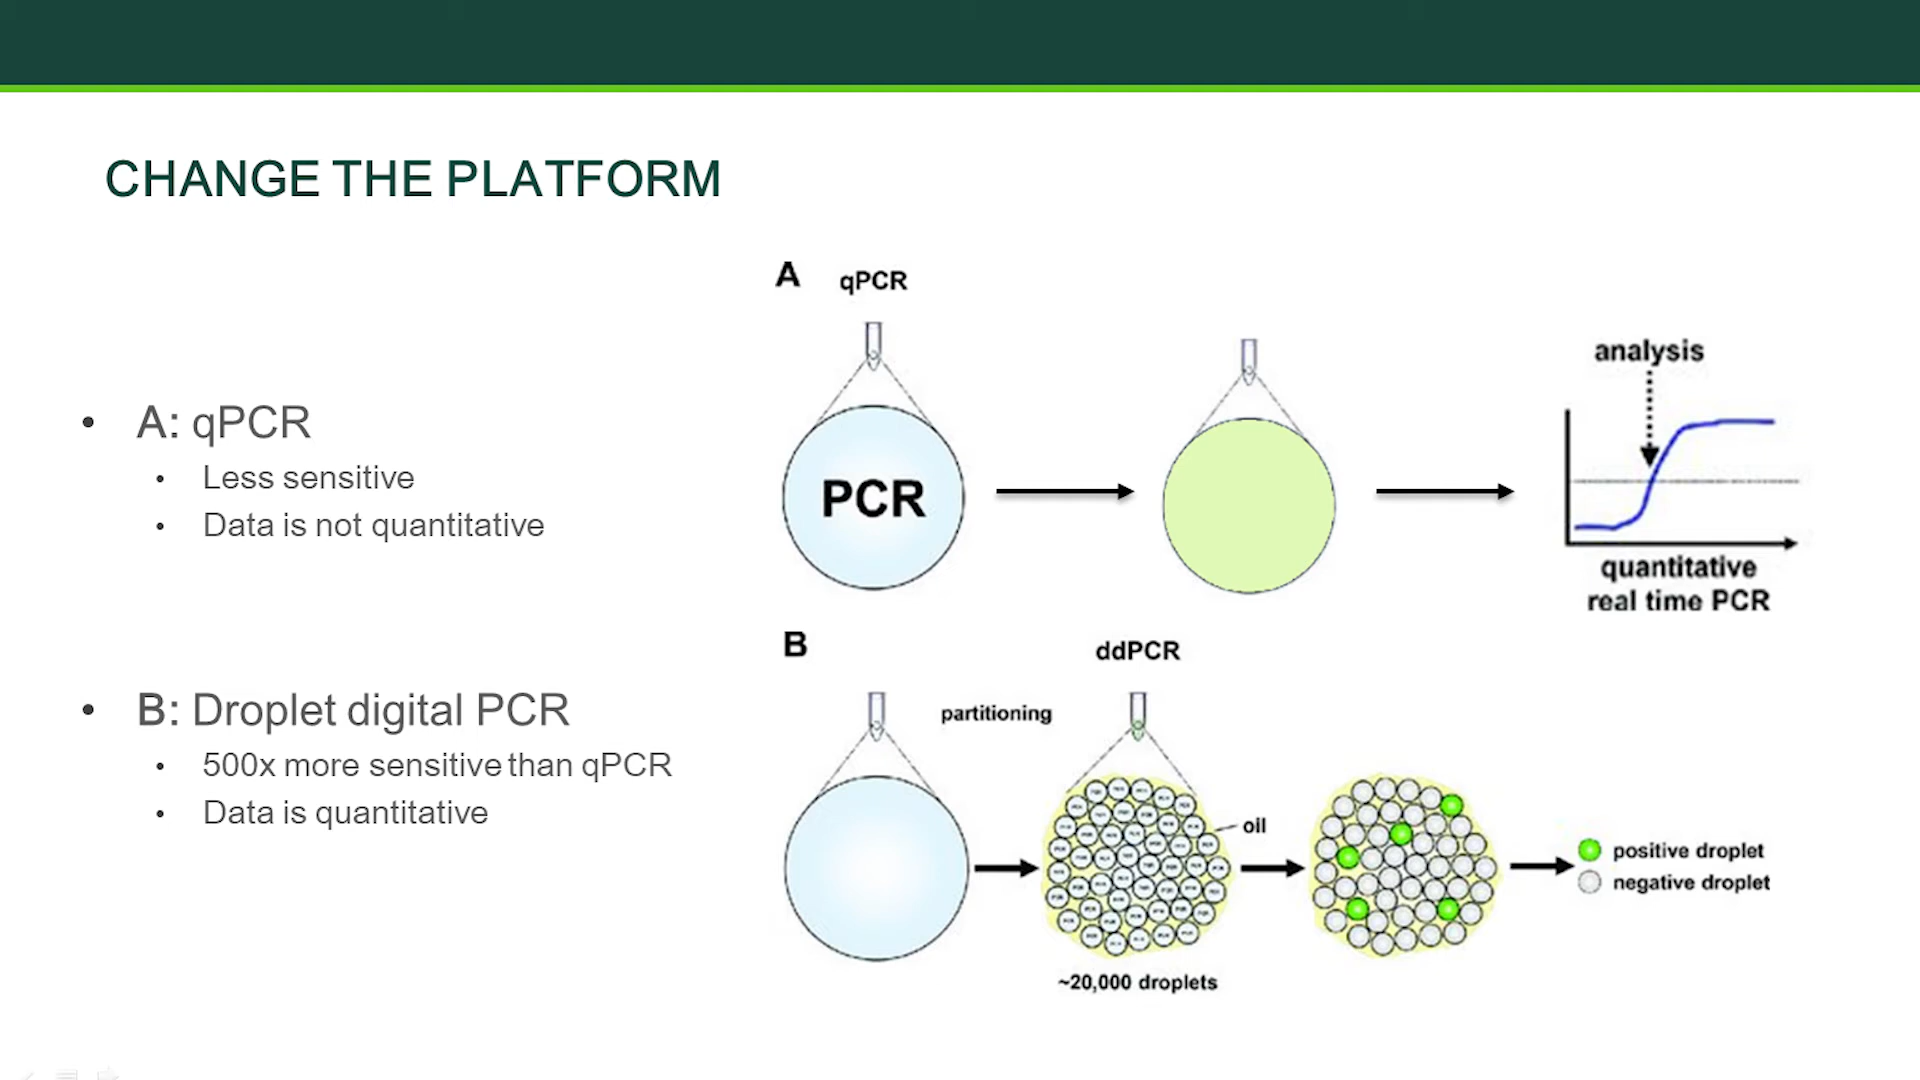 CHANGE THE PLATFORM
• A: qPCR
• Less sensitive
• Data is not quantitative
• B: Droplet digital PCR
• 500x more sensitive than qPCR
• Data is quantitative
A qPCR
PCR
analysis
quantitative
real time PCR
B
ddPCR
partitioning
oil
~20,000 droplets
positive droplet
negative droplet